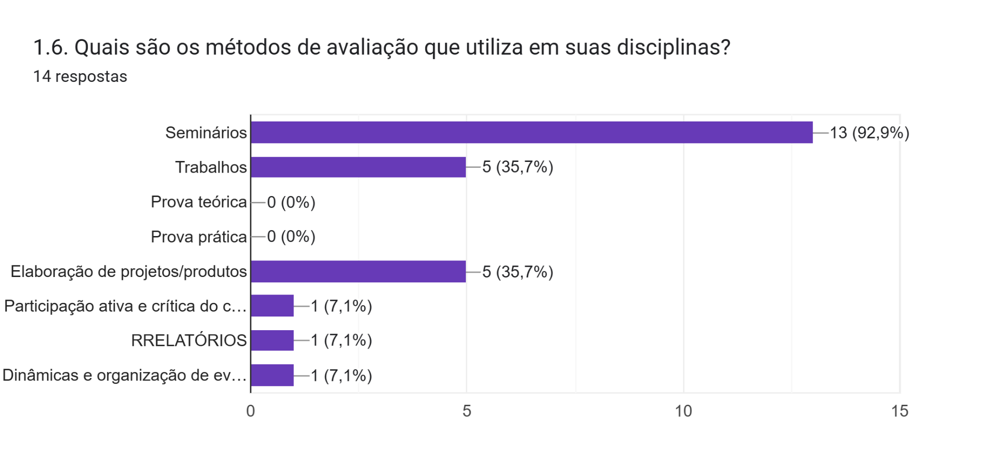 1.6. Quais são os métodos de avaliação que utiliza em suas disciplinas?
14 respostas
Seminários 13 (92,9%)
Trabalhos 5 (35,7%)
Prova teórica 0 (0%)
Prova prática 0 (0%)
Elaboração de projetos/produtos 5 (35,7%)
Participação ativa e crítica do c… 1 (7,1%)
RRELATÓRIOS 1 (7,1%)
Dinâmicas e organização de ev… 1 (7,1%)
0 5 10 15